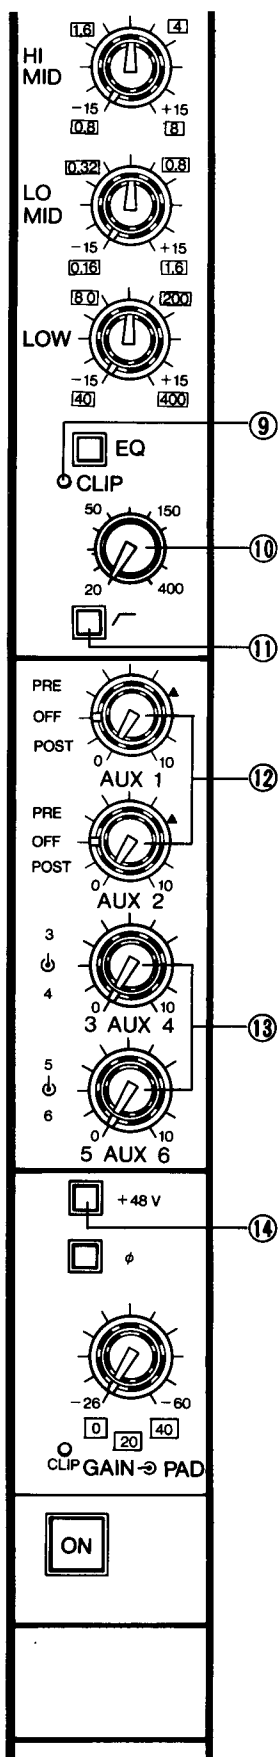 1.6 4
HI
MID
-15 +15
0.8 8
0.32 0.8
LO
MID
-15 +15
0.16 1.6
80 200
LOW
-15 +15
40 400
⑨
EQ
CLIP
50 150
⑩
20 400
⑪
PRE
OFF
POST
0 10
AUX 1
⑫
PRE
OFF
POST
0 10
AUX 2
3
4
0 10
3 AUX 4
⑬
5
6
0 10
5 AUX 6
+48 V
⑭
ø
-26 -60
0 20 40
CLIP GAIN PAD
ON